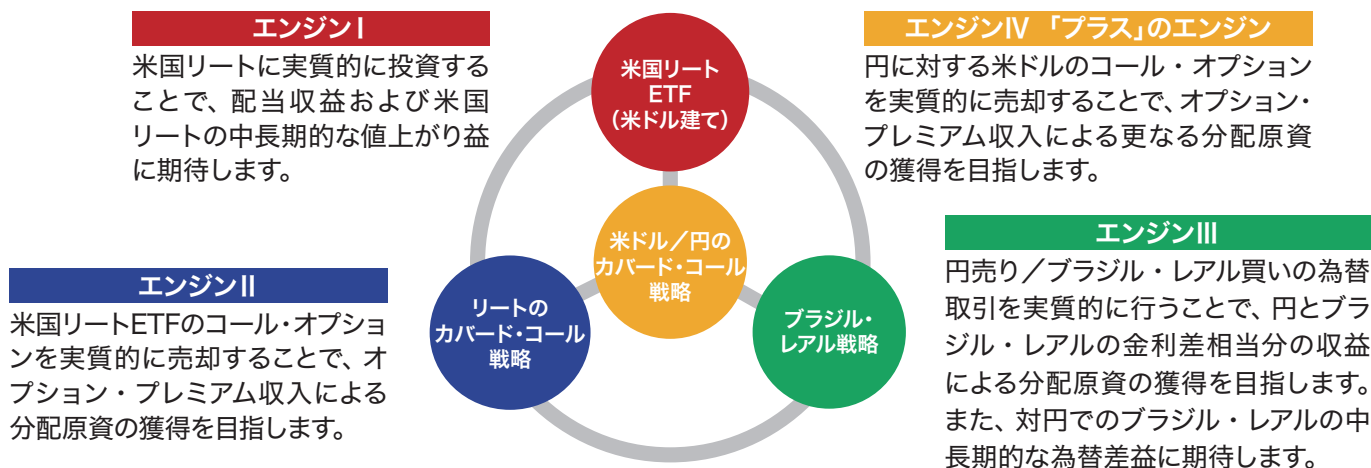 エンジンⅠ
米国リートに実質的に投資する
ことで、配当収益および米国
リートの中長期的な値上がり益
に期待します。
エンジンⅡ
米国リートETFのコール・オプショ
ンを実質的に売却することで、オ
プション・プレミアム収入による
分配原資の獲得を目指します。
米国リート
ETF
（米ドル建て）
米ドル／円の
カバード・コール
戦略
リートの
カバード・コール
戦略
ブラジル・
レアル戦略
エンジンⅣ 「プラス」のエンジン
円に対する米ドルのコール・オプション
を実質的に売却することで、オプション・
プレミアム収入による更なる分配原資
の獲得を目指します。
エンジンⅢ
円売り／ブラジル・レアル買いの為替
取引を実質的に行うことで、円とブラ
ジル・レアルの金利差相当分の収益
による分配原資の獲得を目指します。
また、対円でのブラジル・レアルの中
長期的な為替差益に期待します。